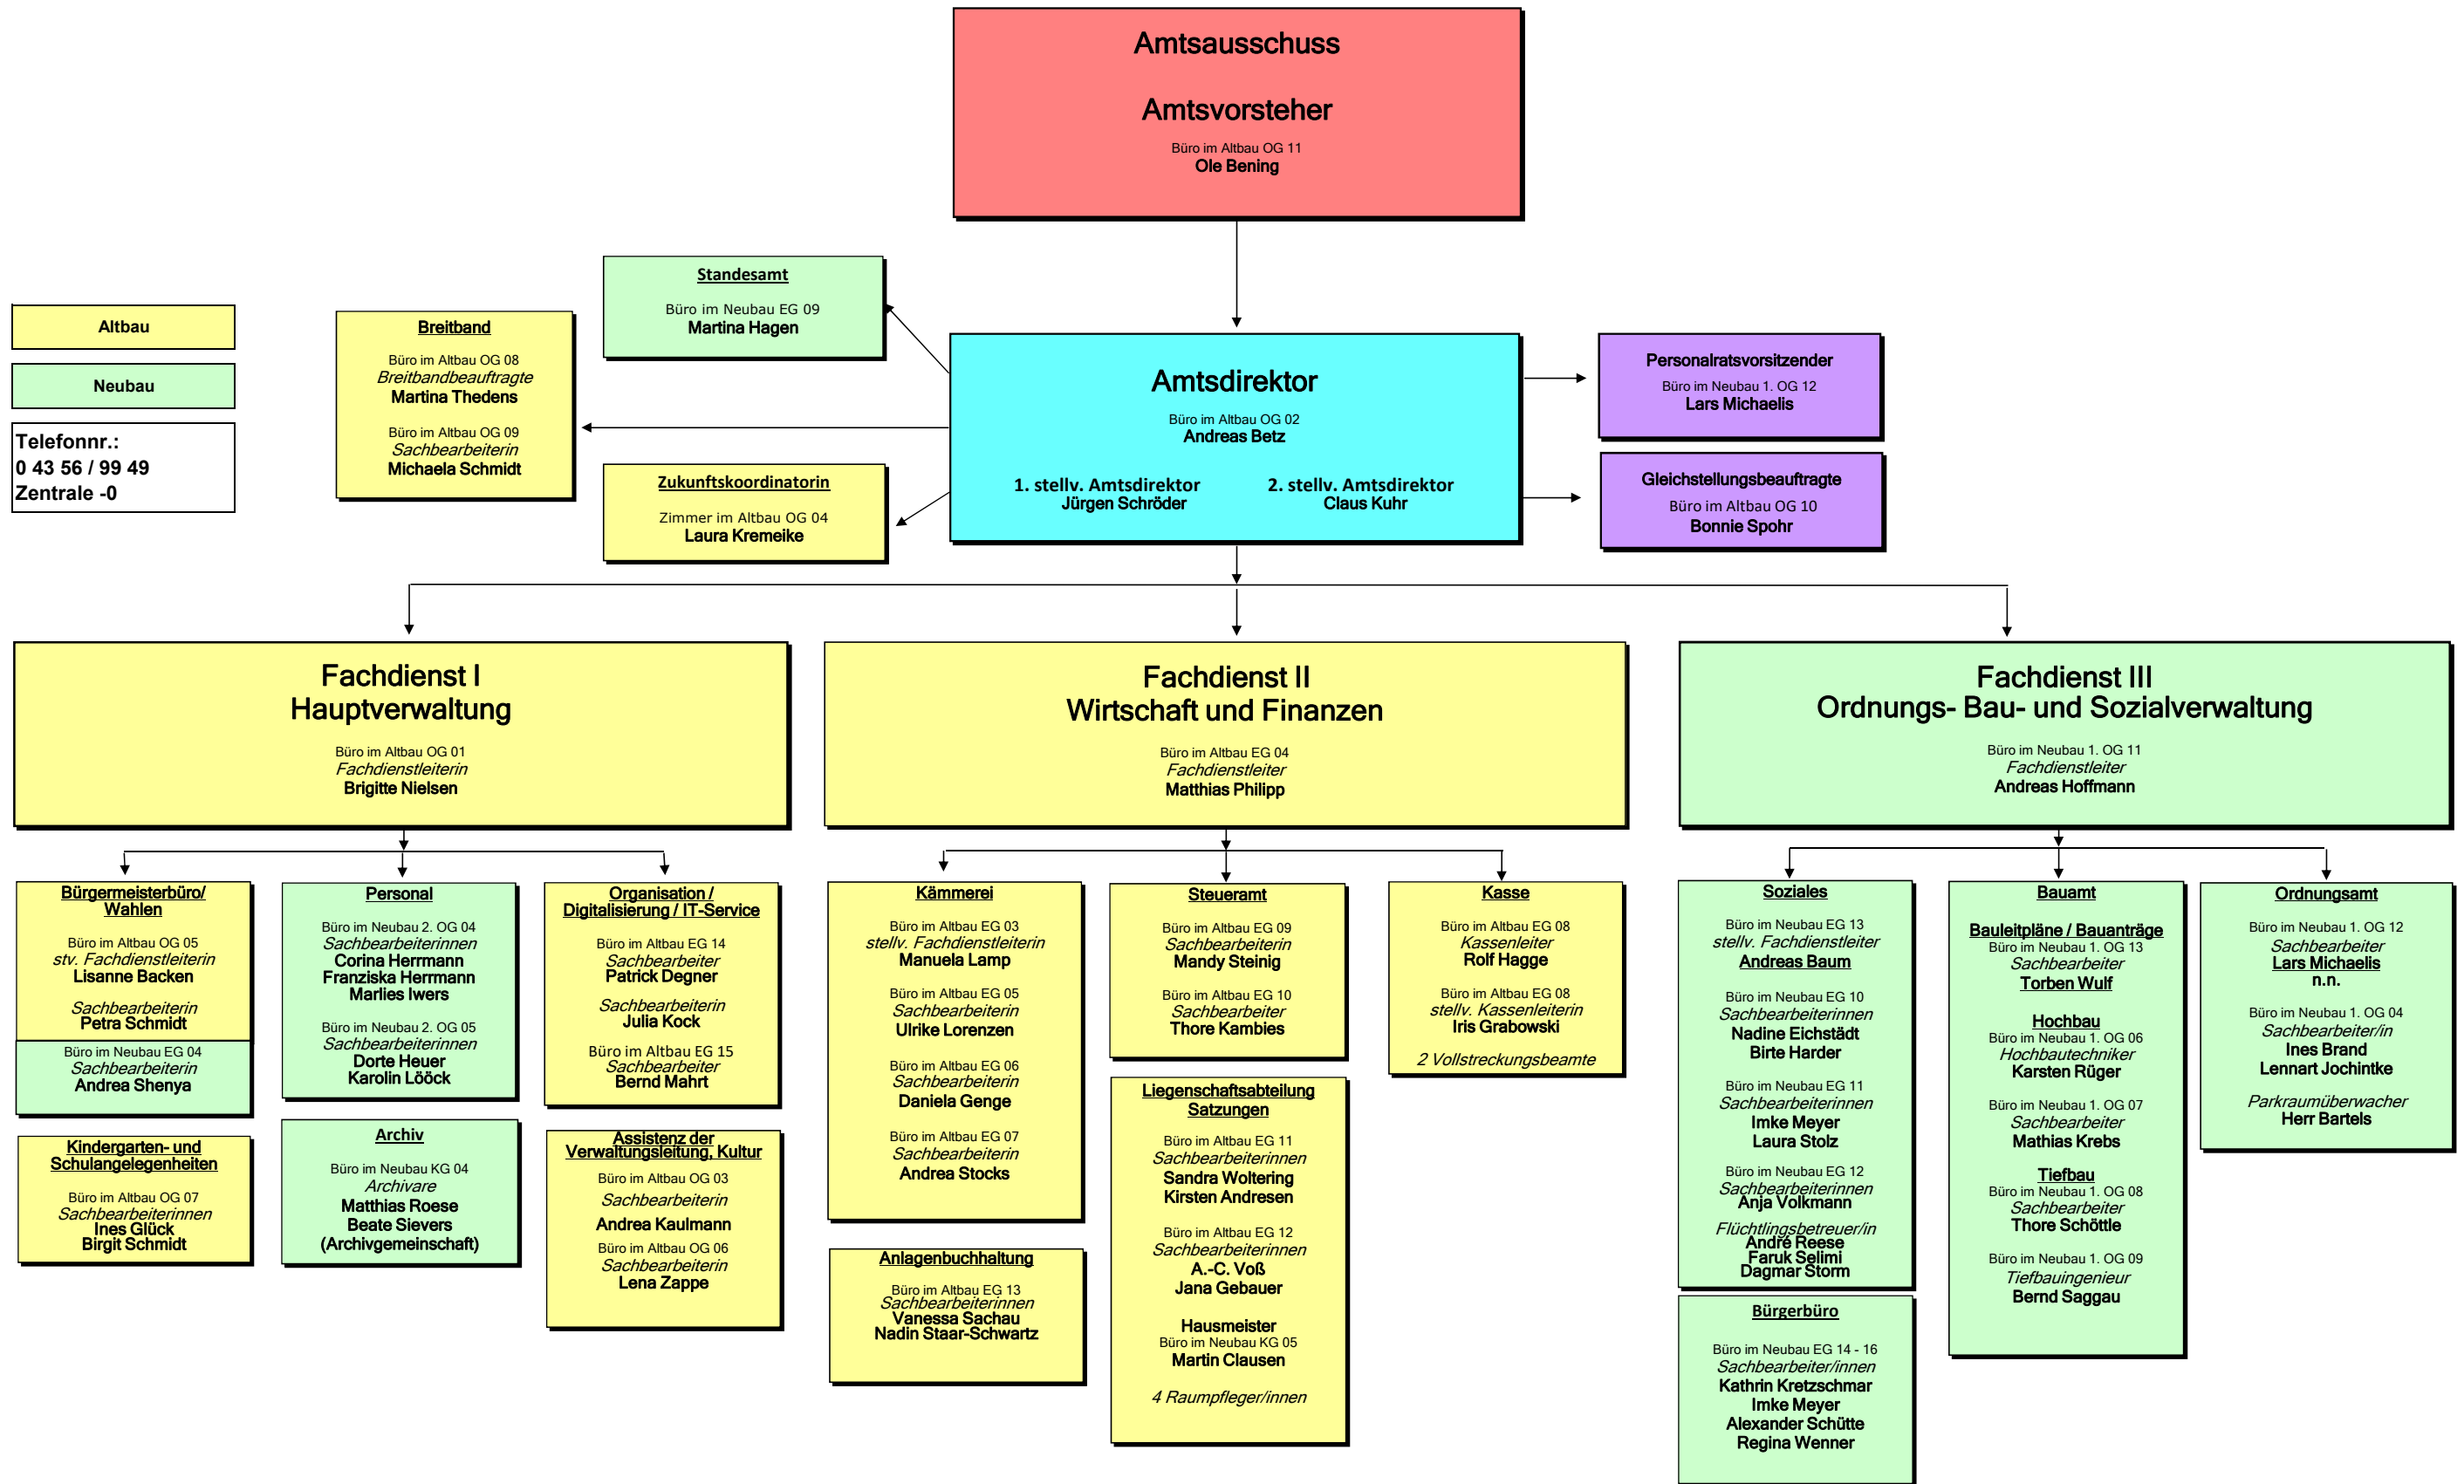 Amtsausschuss
Amtsvorsteher
Büro im Altbau OG 11
Ole Bening
Altbau
Neubau
Telefonnr.:
0 43 56 / 99 49
Zentrale -0
Breitband
Büro im Altbau OG 08
Breitbandbeauftragte
Martina Thedens
Büro im Altbau OG 09
Sachbearbeiterin
Michaela Schmidt
Standesamt
Büro im Neubau EG 09
Martina Hagen
Zukunftskoordinatorin
Zimmer im Altbau OG 04
Laura Kremeike
Amtsdirektor
Büro im Altbau OG 02
Andreas Betz
1. stellv. Amtsdirektor 2. stellv. Amtsdirektor
Jürgen Schröder Claus Kuhr
Personalratsvorsitzender
Büro im Neubau 1. OG 12
Lars Michaelis
Gleichstellungsbeauftragte
Büro im Altbau OG 10
Bonnie Spohr
Fachdienst I
Hauptverwaltung
Büro im Altbau OG 01
Fachdienstleiterin
Brigitte Nielsen
Fachdienst II
Wirtschaft und Finanzen
Büro im Altbau EG 04
Fachdienstleiter
Matthias Philipp
Fachdienst III
Ordnungs- Bau- und Sozialverwaltung
Büro im Neubau 1. OG 11
Fachdienstleiter
Andreas Hoffmann
Bürgermeisterbüro/
Wahlen
Büro im Altbau OG 05
stv. Fachdienstleiterin
Lisanne Backen
Sachbearbeiterin
Petra Schmidt
Büro im Neubau EG 04
Sachbearbeiterin
Andrea Shenya
Kindergarten- und
Schulangelegenheiten
Büro im Altbau OG 07
Sachbearbeiterinnen
Ines Glück
Birgit Schmidt
Personal
Büro im Neubau 2. OG 04
Sachbearbeiterinnen
Corina Herrmann
Franziska Herrmann
Marlies Iwers
Büro im Neubau 2. OG 05
Sachbearbeiterinnen
Dorte Heuer
Karolin Lööck
Archiv
Büro im Neubau KG 04
Archivare
Matthias Roese
Beate Sievers
(Archivgemeinschaft)
Organisation /
Digitalisierung / IT-Service
Büro im Altbau EG 14
Sachbearbeiter
Patrick Degner
Sachbearbeiterin
Julia Kock
Büro im Altbau EG 15
Sachbearbeiter
Bernd Mahrt
Assistenz der
Verwaltungsleitung, Kultur
Büro im Altbau OG 03
Sachbearbeiterin
Andrea Kaulmann
Büro im Altbau OG 06
Sachbearbeiterin
Lena Zappe
Kämmerei
Büro im Altbau EG 03
stellv. Fachdienstleiterin
Manuela Lamp
Büro im Altbau EG 05
Sachbearbeiterin
Ulrike Lorenzen
Büro im Altbau EG 06
Sachbearbeiterin
Daniela Genge
Büro im Altbau EG 07
Sachbearbeiterin
Andrea Stocks
Anlagenbuchhaltung
Büro im Altbau EG 13
Sachbearbeiterinnen
Vanessa Sachau
Nadin Staar-Schwartz
Steueramt
Büro im Altbau EG 09
Sachbearbeiterin
Mandy Steinig
Büro im Altbau EG 10
Sachbearbeiter
Thore Kambies
Liegenschaftsabteilung
Satzungen
Büro im Altbau EG 11
Sachbearbeiterinnen
Sandra Woltering
Kirsten Andresen
Büro im Altbau EG 12
Sachbearbeiterinnen
A.-C. Voß
Jana Gebauer
Hausmeister
Büro im Neubau KG 05
Martin Clausen
4 Raumpfleger/innen
Kasse
Büro im Altbau EG 08
Kassenleiter
Rolf Hagge
Büro im Altbau EG 08
stellv. Kassenleiterin
Iris Grabowski
2 Vollstreckungsbeamte
Soziales
Büro im Neubau EG 13
stellv. Fachdienstleiter
Andreas Baum
Büro im Neubau EG 10
Sachbearbeiterinnen
Nadine Eichstädt
Birte Harder
Büro im Neubau EG 11
Sachbearbeiterinnen
Imke Meyer
Laura Stolz
Büro im Neubau EG 12
Sachbearbeiterinnen
Anja Volkmann
Flüchtlingsbetreuer/in
André Reese
Faruk Selimi
Dagmar Storm
Bürgerbüro
Büro im Neubau EG 14 - 16
Sachbearbeiter/innen
Kathrin Kretzschmar
Imke Meyer
Alexander Schütte
Regina Wenner
Bauamt
Bauleitpläne / Bauanträge
Büro im Neubau 1. OG 13
Sachbearbeiter
Torben Wulf
Hochbau
Büro im Neubau 1. OG 06
Hochbautechniker
Karsten Rüger
Büro im Neubau 1. OG 07
Sachbearbeiter
Mathias Krebs
Tiefbau
Büro im Neubau 1. OG 08
Sachbearbeiter
Thore Schöttle
Büro im Neubau 1. OG 09
Tiefbauingenieur
Bernd Saggau
Ordnungsamt
Büro im Neubau 1. OG 12
Sachbearbeiter
Lars Michaelis
n.n.
Büro im Neubau 1. OG 04
Sachbearbeiter/in
Ines Brand
Lennart Jochintke
Parkraumüberwacher
Herr Bartels